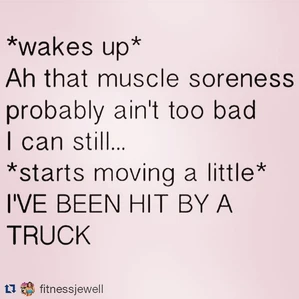 *wakes up*
Ah that muscle soreness
probably ain't too bad
I can still...
*starts moving a little*
I'VE BEEN HIT BY A
TRUCK
fitnessjewell